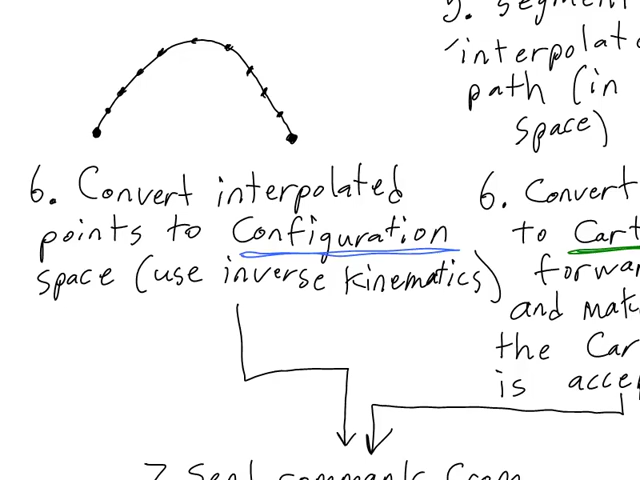 5. Segment
interpolat
path (in
space)
6. Convert interpolated
points to Configuration
space (use inverse kinematics)
6. Convert
to Cart
forwar
and mat
the Car
is acce
7. Send commands from